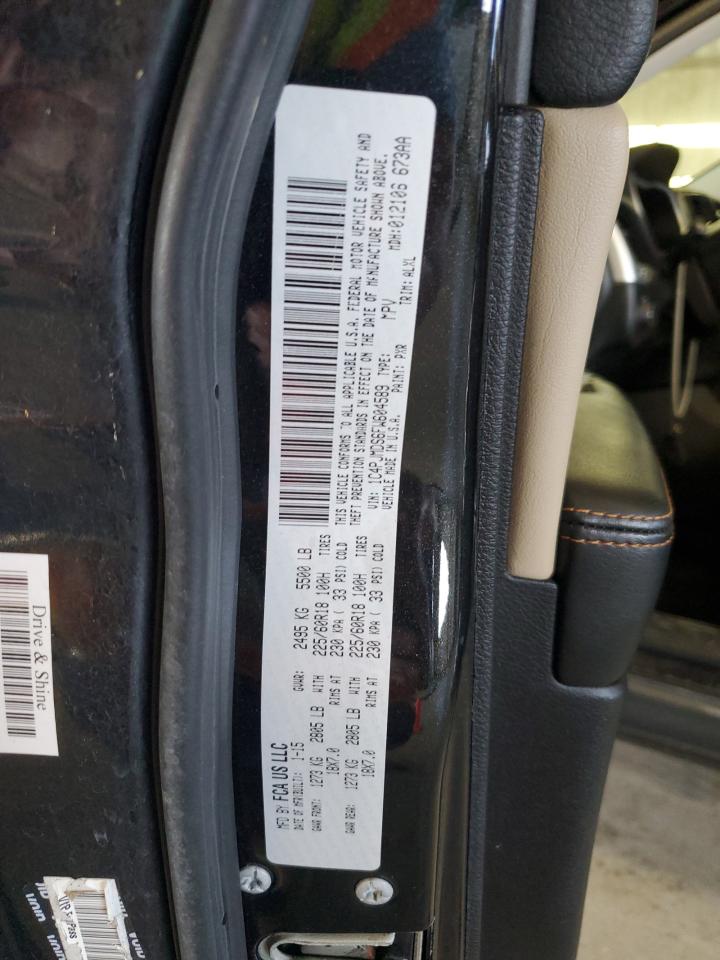 MFD BY FCA US LLC
DATE OF MFR(BUILT): 1-15 GVWR: 2495 KG 5500 LB
GAWR FRONT: 1273 KG 2805 LB WITH 225/60R18 100H TIRES
18X7.0 RIMS AT 230 KPA ( 33 PSI) COLD
GAWR REAR: 1273 KG 2805 LB WITH 225/60R18 100H TIRES
18X7.0 RIMS AT 230 KPA ( 33 PSI) COLD
THIS VEHICLE CONFORMS TO ALL APPLICABLE U.S.A. FEDERAL MOTOR VEHICLE SAFETY AND
THEFT PREVENTION STANDARDS IN EFFECT ON THE DATE OF MANUFACTURE SHOWN ABOVE.
VIN: 1C4PJMDS6FW604589 TYPE: MPV MDH:012106 673AA
VEHICLE MADE IN U.S.A. PAINT: PXR TRIM: ALXL
Drive & Shine